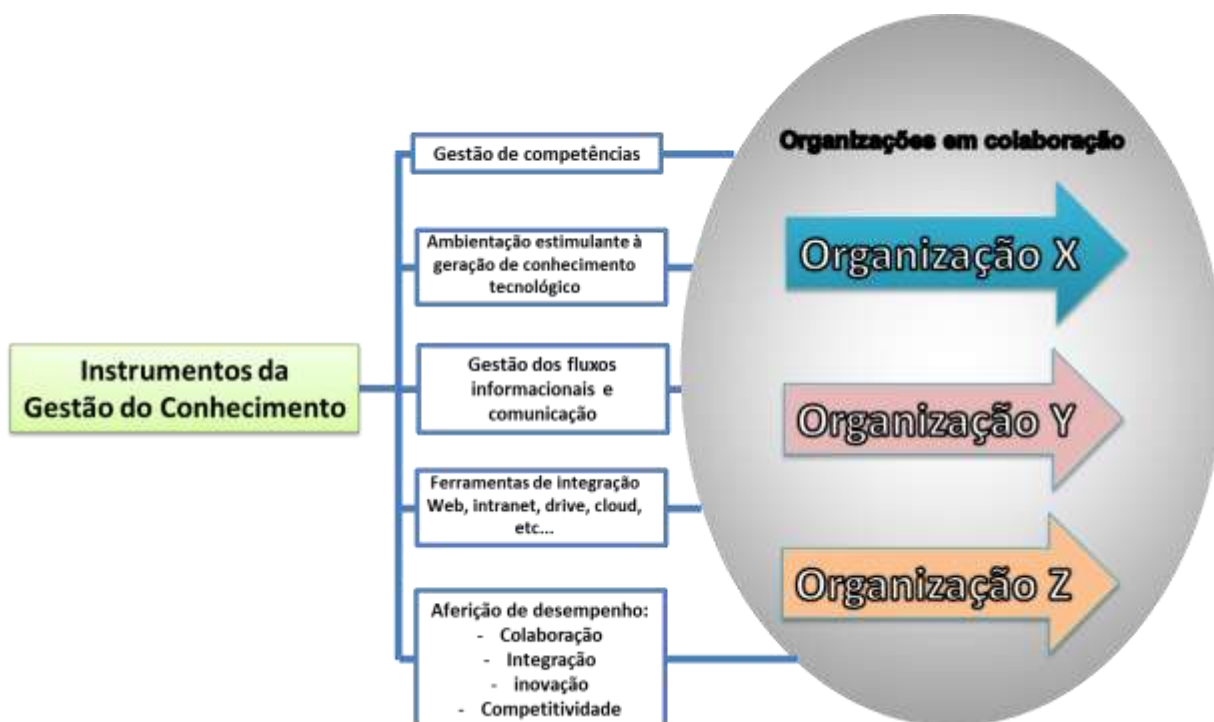 Instrumentos da
Gestão do Conhecimento
Gestão de competências
Ambientação estimulante à
geração de conhecimento
tecnológico
Gestão dos fluxos
informacionais e
comunicação
Ferramentas de integração
Web, intranet, drive, cloud,
etc...
Aferição de desempenho:
- Colaboração
- Integração
- inovação
- Competitividade
Organizações em colaboração
Organização X
Organização Y
Organização Z